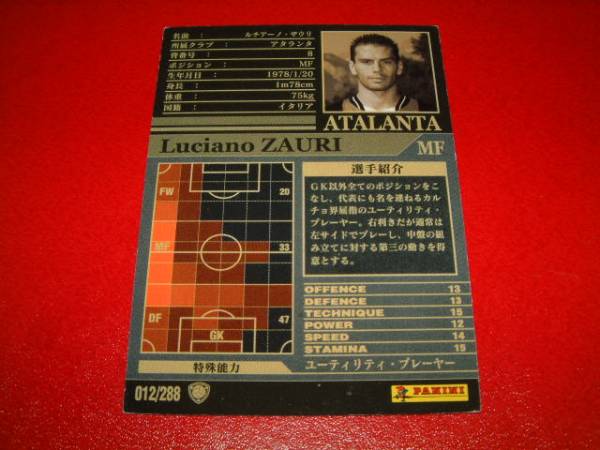 名前 : ルチアーノ・ザウリ
所属クラブ : アタランタ
背番号 : 8
ポジション : MF
生年月日 : 1978/1/20
身長 : 1m78cm
体重 : 75kg
国籍 : イタリア
ATALANTA
Luciano ZAURI MF
FW 20
MF 33
DF 47
GK
選手紹介
GK以外全てのポジションをこ
なし、代表にも名を連ねるカル
チョ界屈指のユーティリティ・
プレーヤー。右利きだが通常は
左サイドでプレーし、中盤の組
み立てに対する第三の動きを得
意とする。
OFFENCE 13
DEFENCE 13
TECHNIQUE 15
POWER 12
SPEED 14
STAMINA 15
特殊能力 ユーティリティ・プレーヤー
012/288
PANINI